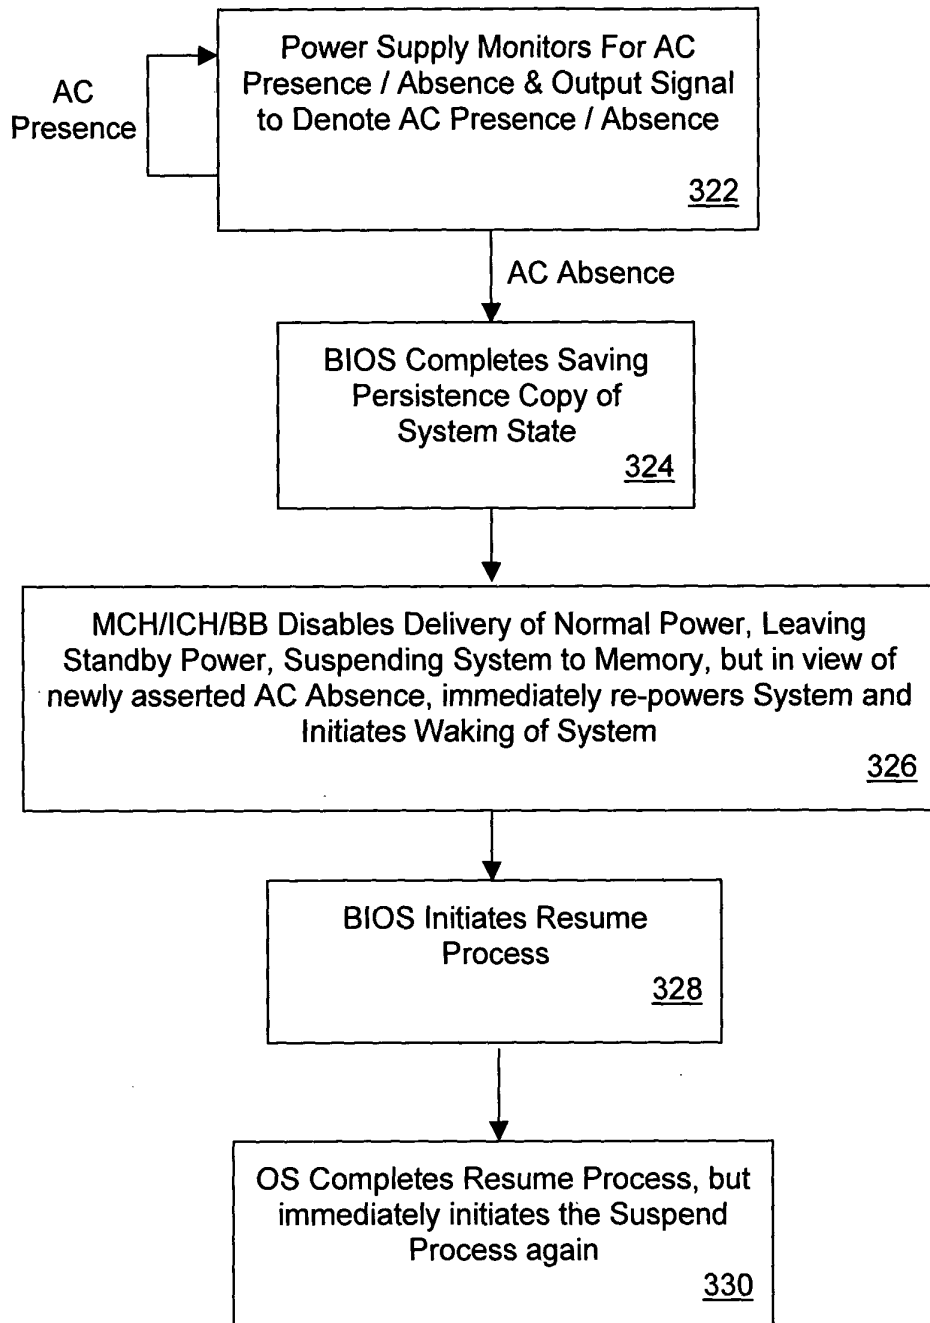 Power Supply Monitors For AC
Presence / Absence & Output Signal
to Denote AC Presence / Absence
322
AC
Presence
AC Absence
BIOS Completes Saving
Persistence Copy of
System State
324
MCH/ICH/BB Disables Delivery of Normal Power, Leaving
Standby Power, Suspending System to Memory, but in view of
newly asserted AC Absence, immediately re-powers System and
Initiates Waking of System
326
BIOS Initiates Resume
Process
328
OS Completes Resume Process, but
immediately initiates the Suspend
Process again
330